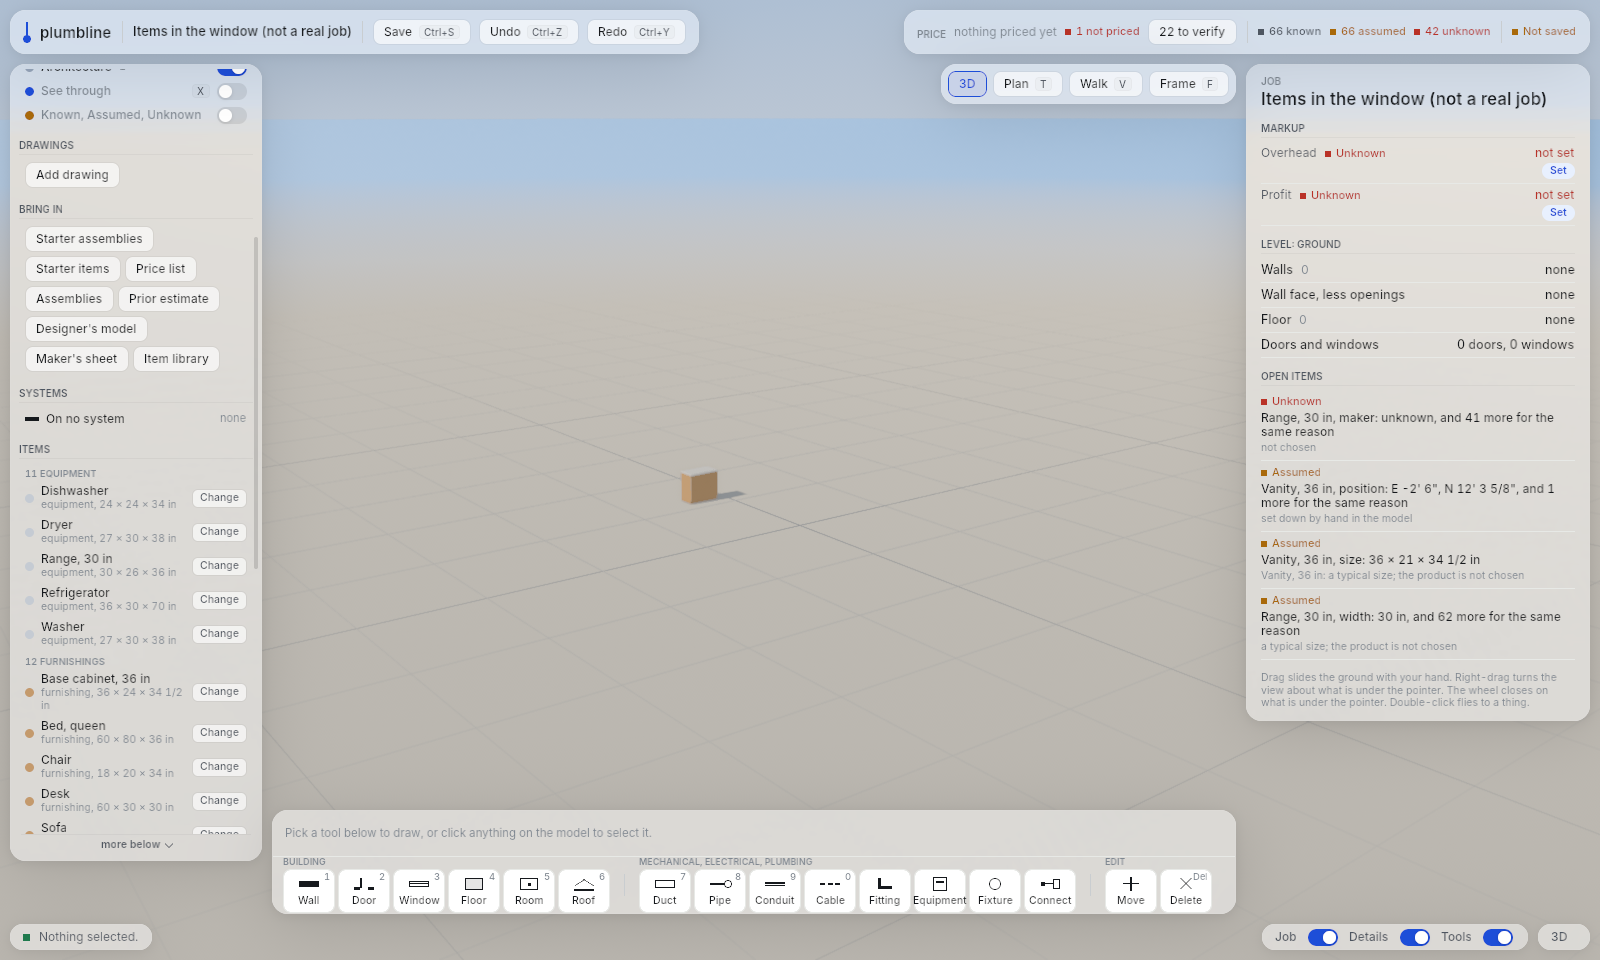 plumbline
Items in the window (not a real job)
Save Ctrl+S
Undo Ctrl+Z
Redo Ctrl+Y
PRICE nothing priced yet 1 not priced 22 to verify 66 known 66 assumed 42 unknown Not saved
3D
Plan T
Walk V
Frame F
Architecture
See through X
Known, Assumed, Unknown
DRAWINGS
Add drawing
BRING IN
Starter assemblies
Starter items Price list
Assemblies Prior estimate
Designer's model
Maker's sheet Item library
SYSTEMS
On no system none
ITEMS
11 EQUIPMENT
Dishwasher
equipment, 24 × 24 × 34 in
Change
Dryer
equipment, 27 × 30 × 38 in
Change
Range, 30 in
equipment, 30 × 26 × 36 in
Change
Refrigerator
equipment, 36 × 30 × 70 in
Change
Washer
equipment, 27 × 30 × 38 in
Change
12 FURNISHINGS
Base cabinet, 36 in
furnishing, 36 × 24 × 34 1/2
in
Change
Bed, queen
furnishing, 60 × 80 × 36 in
Change
Chair
furnishing, 18 × 20 × 34 in
Change
Desk
furnishing, 60 × 30 × 30 in
Change
Sofa
Change
more below
JOB
Items in the window (not a real job)
MARKUP
Overhead Unknown not set
Set
Profit Unknown not set
Set
LEVEL: GROUND
Walls 0 none
Wall face, less openings none
Floor 0 none
Doors and windows 0 doors, 0 windows
OPEN ITEMS
Unknown
Range, 30 in, maker: unknown, and 41 more for the
same reason
not chosen
Assumed
Vanity, 36 in, position: E -2' 6", N 12' 3 5/8", and 1
more for the same reason
set down by hand in the model
Assumed
Vanity, 36 in, size: 36 × 21 × 34 1/2 in
Vanity, 36 in: a typical size; the product is not chosen
Assumed
Range, 30 in, width: 30 in, and 62 more for the same
reason
a typical size; the product is not chosen
Drag slides the ground with your hand. Right-drag turns the
view about what is under the pointer. The wheel closes on
what is under the pointer. Double-click flies to a thing.
Pick a tool below to draw, or click anything on the model to select it.
BUILDING
Wall 1
Door 2
Window 3
Floor 4
Room 5
Roof 6
MECHANICAL, ELECTRICAL, PLUMBING
Duct 7
Pipe 8
Conduit 9
Cable 0
Fitting
Equipment
Fixture
Connect
EDIT
Move
Delete Del
Nothing selected.
Job Details Tools 3D